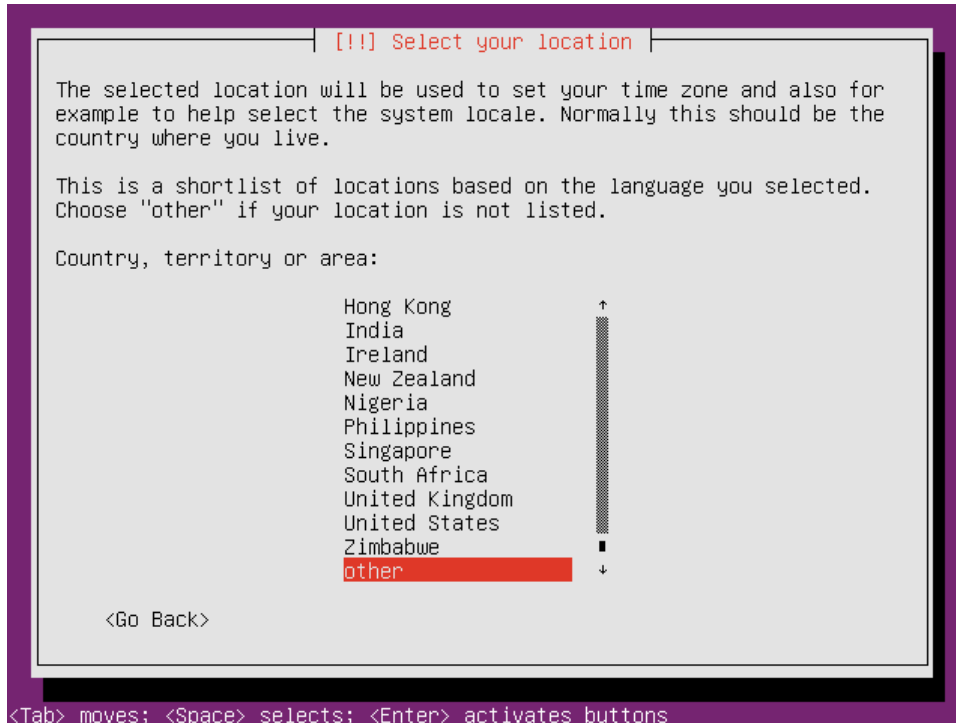 [!!] Select your location
The selected location will be used to set your time zone and also for
example to help select the system locale. Normally this should be the
country where you live.
This is a shortlist of locations based on the language you selected.
Choose "other" if your location is not listed.
Country, territory or area:
Hong Kong
India
Ireland
New Zealand
Nigeria
Philippines
Singapore
South Africa
United Kingdom
United States
Zimbabwe
other
<Go Back>
<Tab> moves; <Space> selects; <Enter> activates buttons